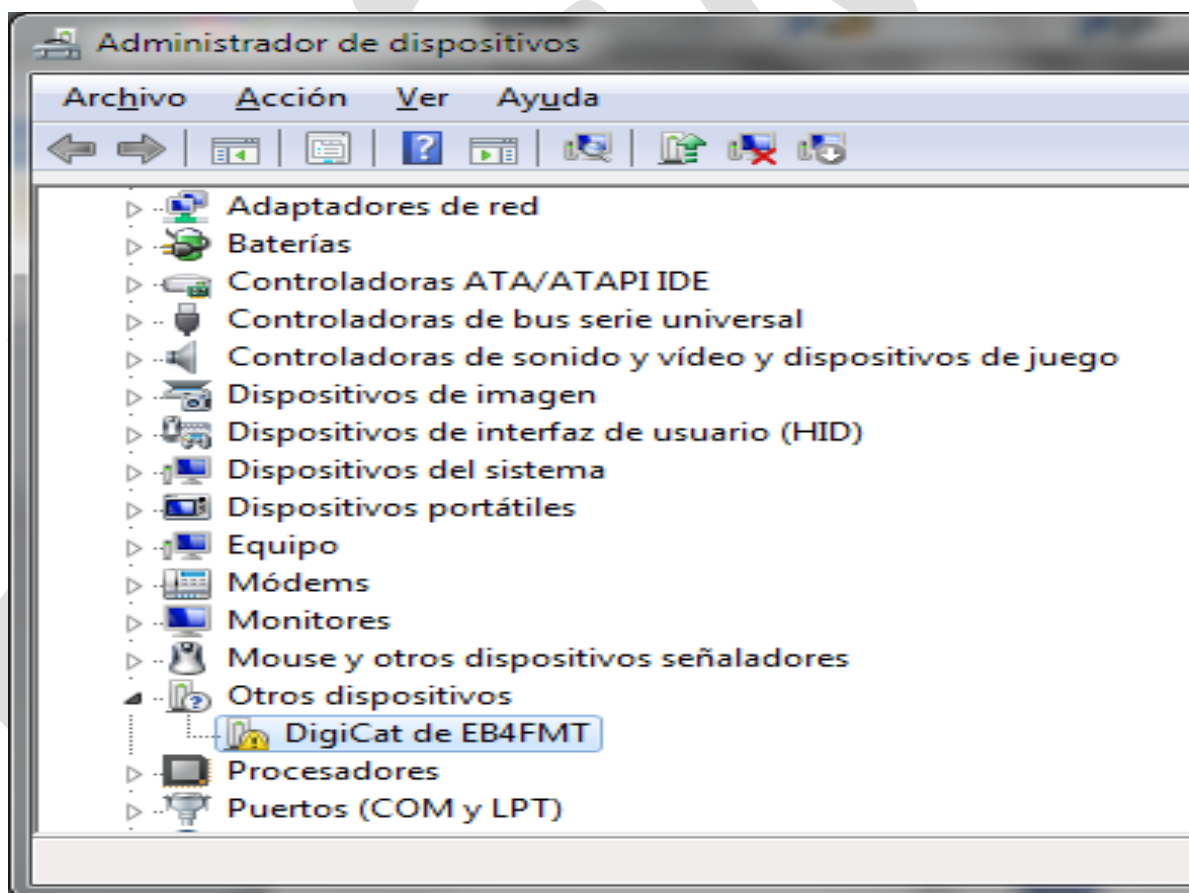 Administrador de dispositivos
Archivo Acción Ver Ayuda
Adaptadores de red
Baterías
Controladoras ATA/ATAPI IDE
Controladoras de bus serie universal
Controladoras de sonido y vídeo y dispositivos de juego
Dispositivos de imagen
Dispositivos de interfaz de usuario (HID)
Dispositivos del sistema
Dispositivos portátiles
Equipo
Módems
Monitores
Mouse y otros dispositivos señaladores
Otros dispositivos
DigiCat de EB4FMT
Procesadores
Puertos (COM y LPT)